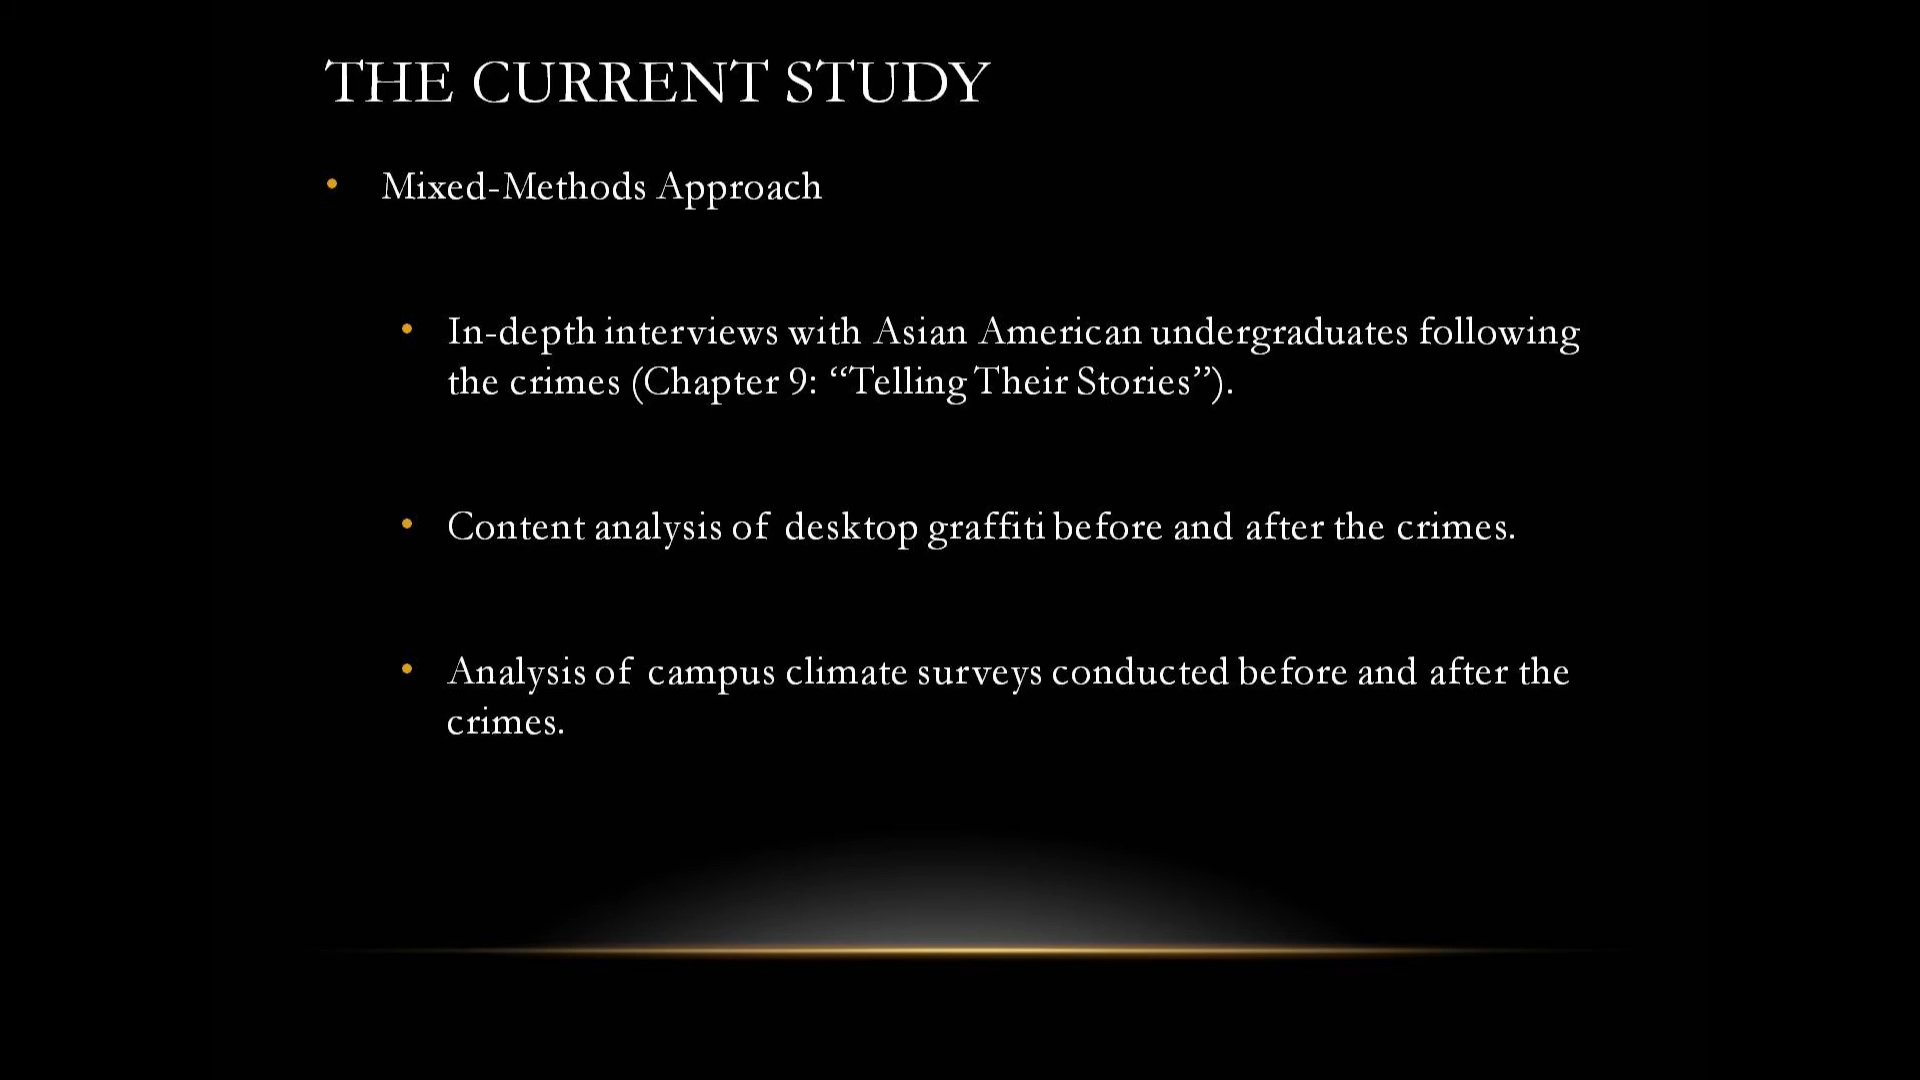 THE CURRENT STUDY
• Mixed-Methods Approach
• In-depth interviews with Asian American undergraduates following
the crimes (Chapter 9: “Telling Their Stories”).
• Content analysis of desktop graffiti before and after the crimes.
• Analysis of campus climate surveys conducted before and after the
crimes.